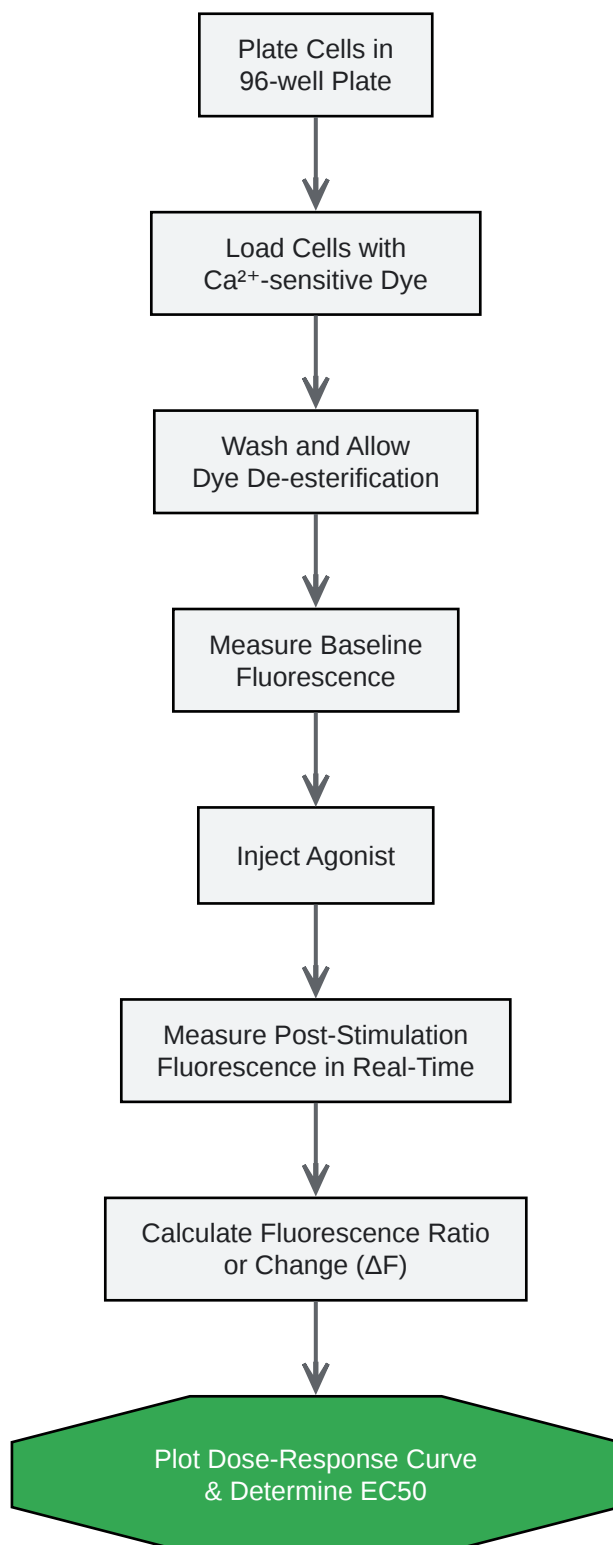 Plate Cells in
96-well Plate
Load Cells with
Ca²⁺-sensitive Dye
Wash and Allow
Dye De-esterification
Measure Baseline
Fluorescence
Inject Agonist
Measure Post-Stimulation
Fluorescence in Real-Time
Calculate Fluorescence Ratio
or Change (ΔF)
Plot Dose-Response Curve
& Determine EC50